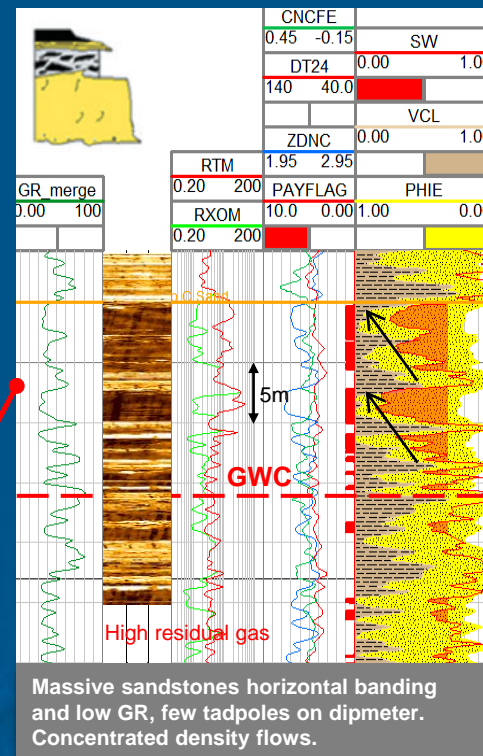 CNCFE
0.45 -0.15
DT24
140 40.0
ZDNC
1.95 2.95
PAYFLAG
10.0 0.00
SW
0.00 1.0
VCL
0.00 1.0
PHIE
1.00 0.0
RTM
0.20 200
RXOM
0.20 200
GR_merge
0.00 100
C Sand
5m
GWC
High residual gas
Massive sandstones horizontal banding
and low GR, few tadpoles on dipmeter.
Concentrated density flows.